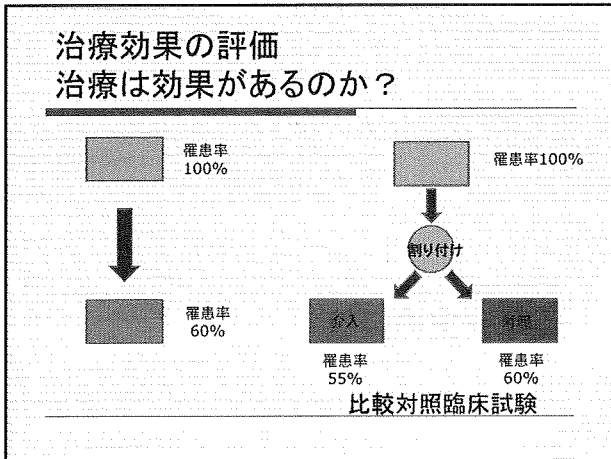 治療効果の評価
治療は効果があるのか？
罹患率
100%
罹患率
60%
罹患率100%
割り付け
介入
対照
罹患率
55%
罹患率
60%
比較対照臨床試験